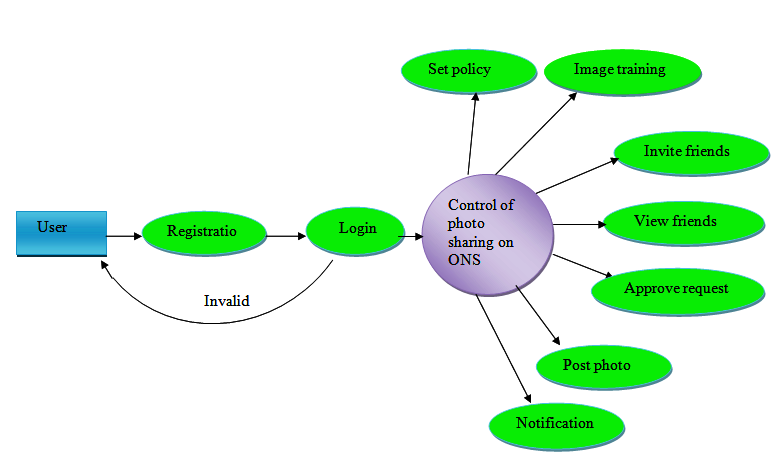 Set policy
Image training
Invite friends
Control of
photo
sharing on
ONS
View friends
User
Registratio
Login
Approve request
Invalid
Post photo
Notification